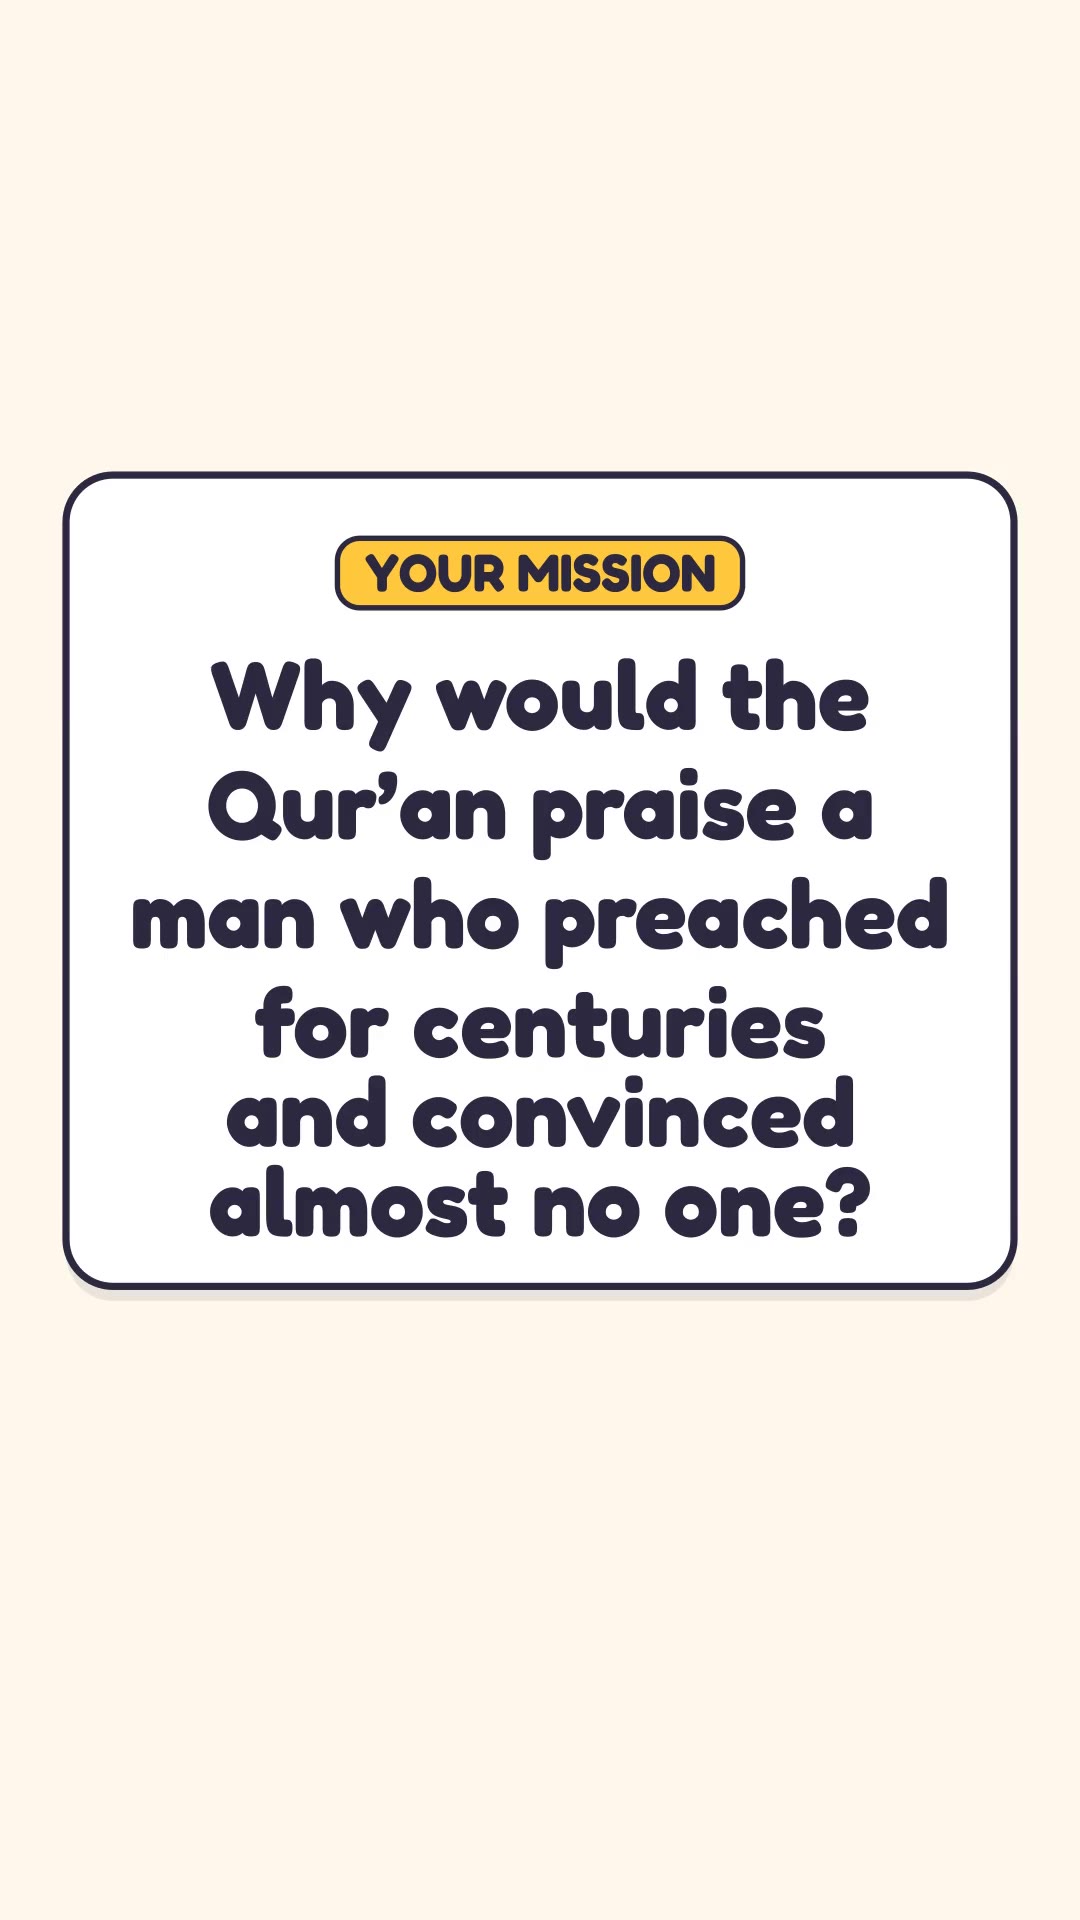 YOUR MISSION
Why would the
Qur’an praise a
man who preached
for centuries
and convinced
almost no one?